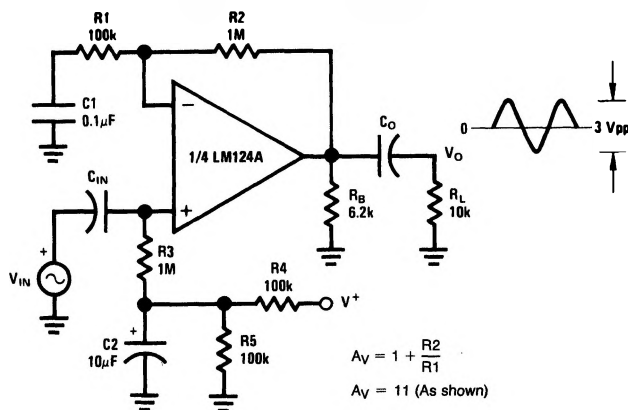 R1
100k
R2
1M
C1
0.1μF
−
1/4 LM124A
+
CIN
+
VIN
R3
1M
R4
100k
V+
+
C2
10μF
R5
100k
RB
6.2k
CO
VO
RL
10k
0
3 Vpp
AV = 1 + R2/R1
AV = 11 (As shown)